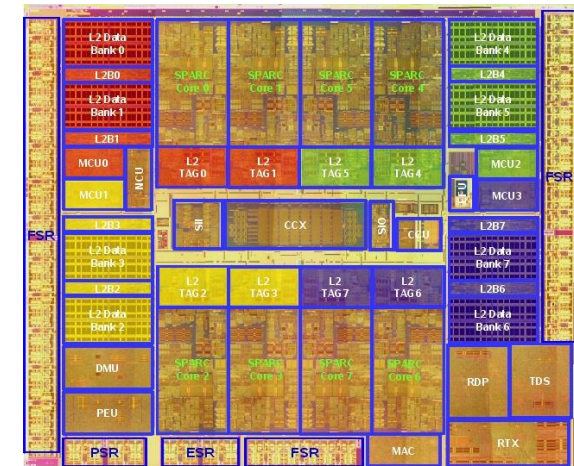 L2 Data
Bank 0
L2B0
L2 Data
Bank 1
L2B1
MCU0
MCU1
NCU
SPARC
Core 0
SPARC
Core 1
SPARC
Core 5
SPARC
Core 4
L2
TAG 0
L2
TAG 1
L2
TAG 5
L2
TAG 4
L2 Data
Bank 4
L2B4
L2 Data
Bank 5
L2B5
MCU2
MCU3
FSR
FSR
SII
CCX
SIO
CCU
L2B3
L2 Data
Bank 3
L2B2
L2 Data
Bank 2
DMU
PEU
L2
TAG 2
L2
TAG 3
L2
TAG 7
L2
TAG 6
SPARC
Core 2
SPARC
Core 3
SPARC
Core 7
SPARC
Core 6
L2B7
L2 Data
Bank 7
L2B6
L2 Data
Bank 6
RDP
TDS
RTX
PSR
ESR
FSR
MAC